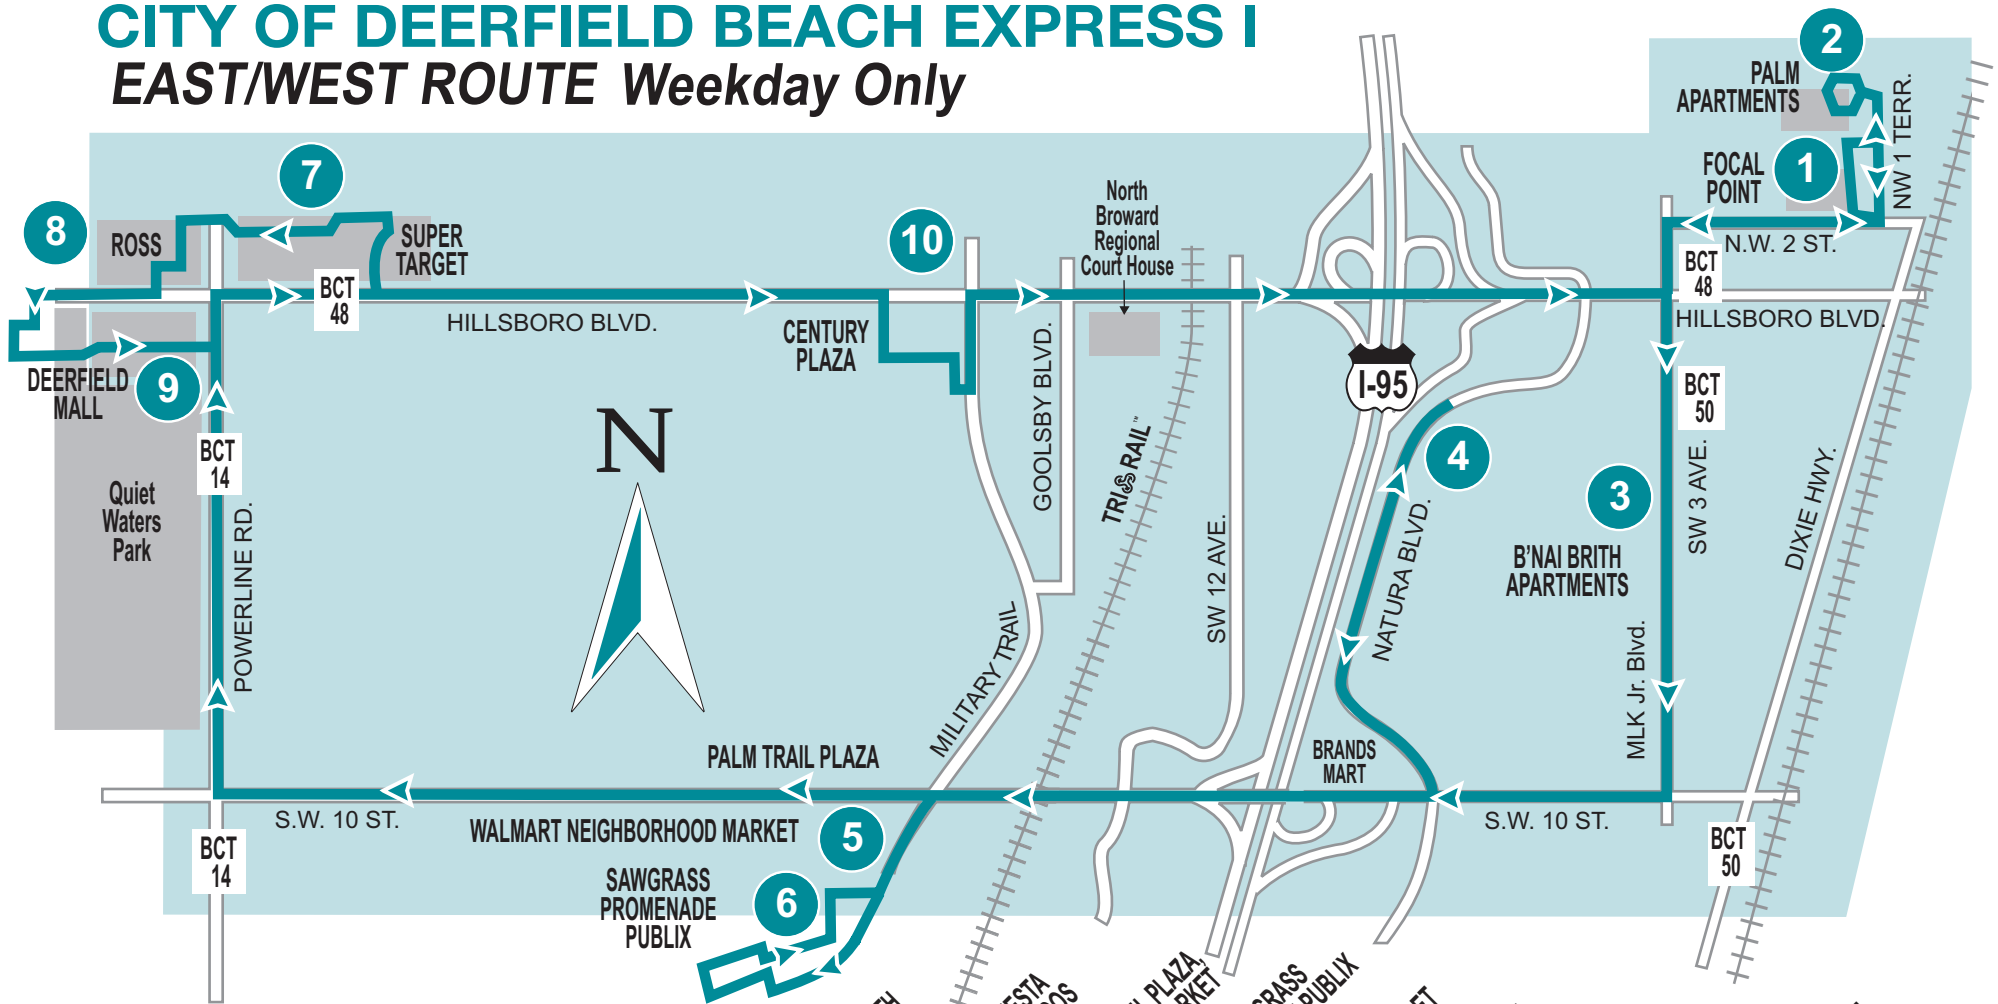 CITY OF DEERFIELD BEACH EXPRESS I
EAST/WEST ROUTE Weekday Only
2
PALM
APARTMENTS
NW 1 TERR.
1
FOCAL
POINT
N.W. 2 ST.
7
8
ROSS
SUPER
TARGET
10
North
Broward
Regional
Court House
BCT
48
BCT
48
HILLSBORO BLVD.
HILLSBORO BLVD.
CENTURY
PLAZA
GOOLSBY BLVD.
I-95
DEERFIELD
MALL
9
BCT
50
N
BCT
14
Quiet
Waters
Park
POWERLINE RD.
TRI RAIL
4
3
SW 3 AVE.
DIXIE HWY.
NATURA BLVD.
SW 12 AVE.
B'NAI BRITH
APARTMENTS
MILITARY TRAIL
MLK Jr. Blvd.
PALM TRAIL PLAZA
BRANDS
MART
S.W. 10 ST.
S.W. 10 ST.
WALMART NEIGHBORHOOD MARKET
5
BCT
14
BCT
50
SAWGRASS
PROMENADE
PUBLIX
6
PLAZA,
PUBLIX